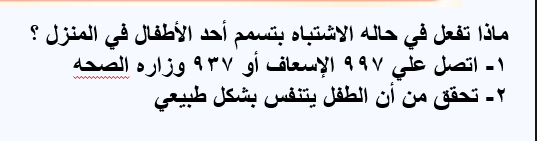 ماذا تفعل في حاله الاشتباه بتسمم أحد الأطفال في المنزل ؟
١- اتصل علي ٩٩٧ الإسعاف أو ٩٣٧ وزاره الصحه
٢- تحقق من أن الطفل يتنفس بشكل طبيعي